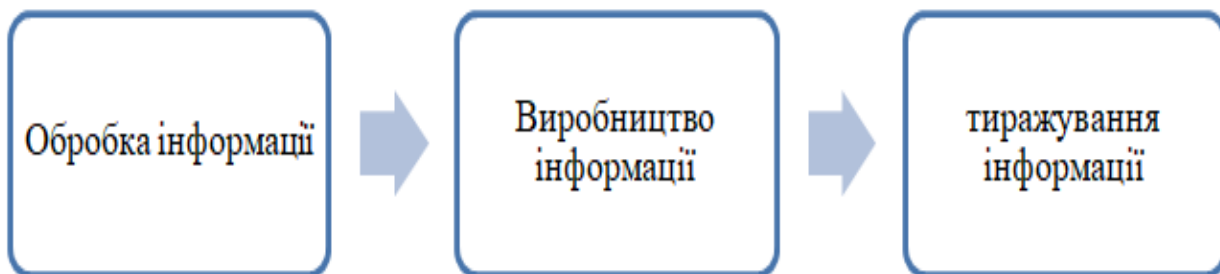 Обробка інформації
Виробництво
інформації
тиражування
інформації